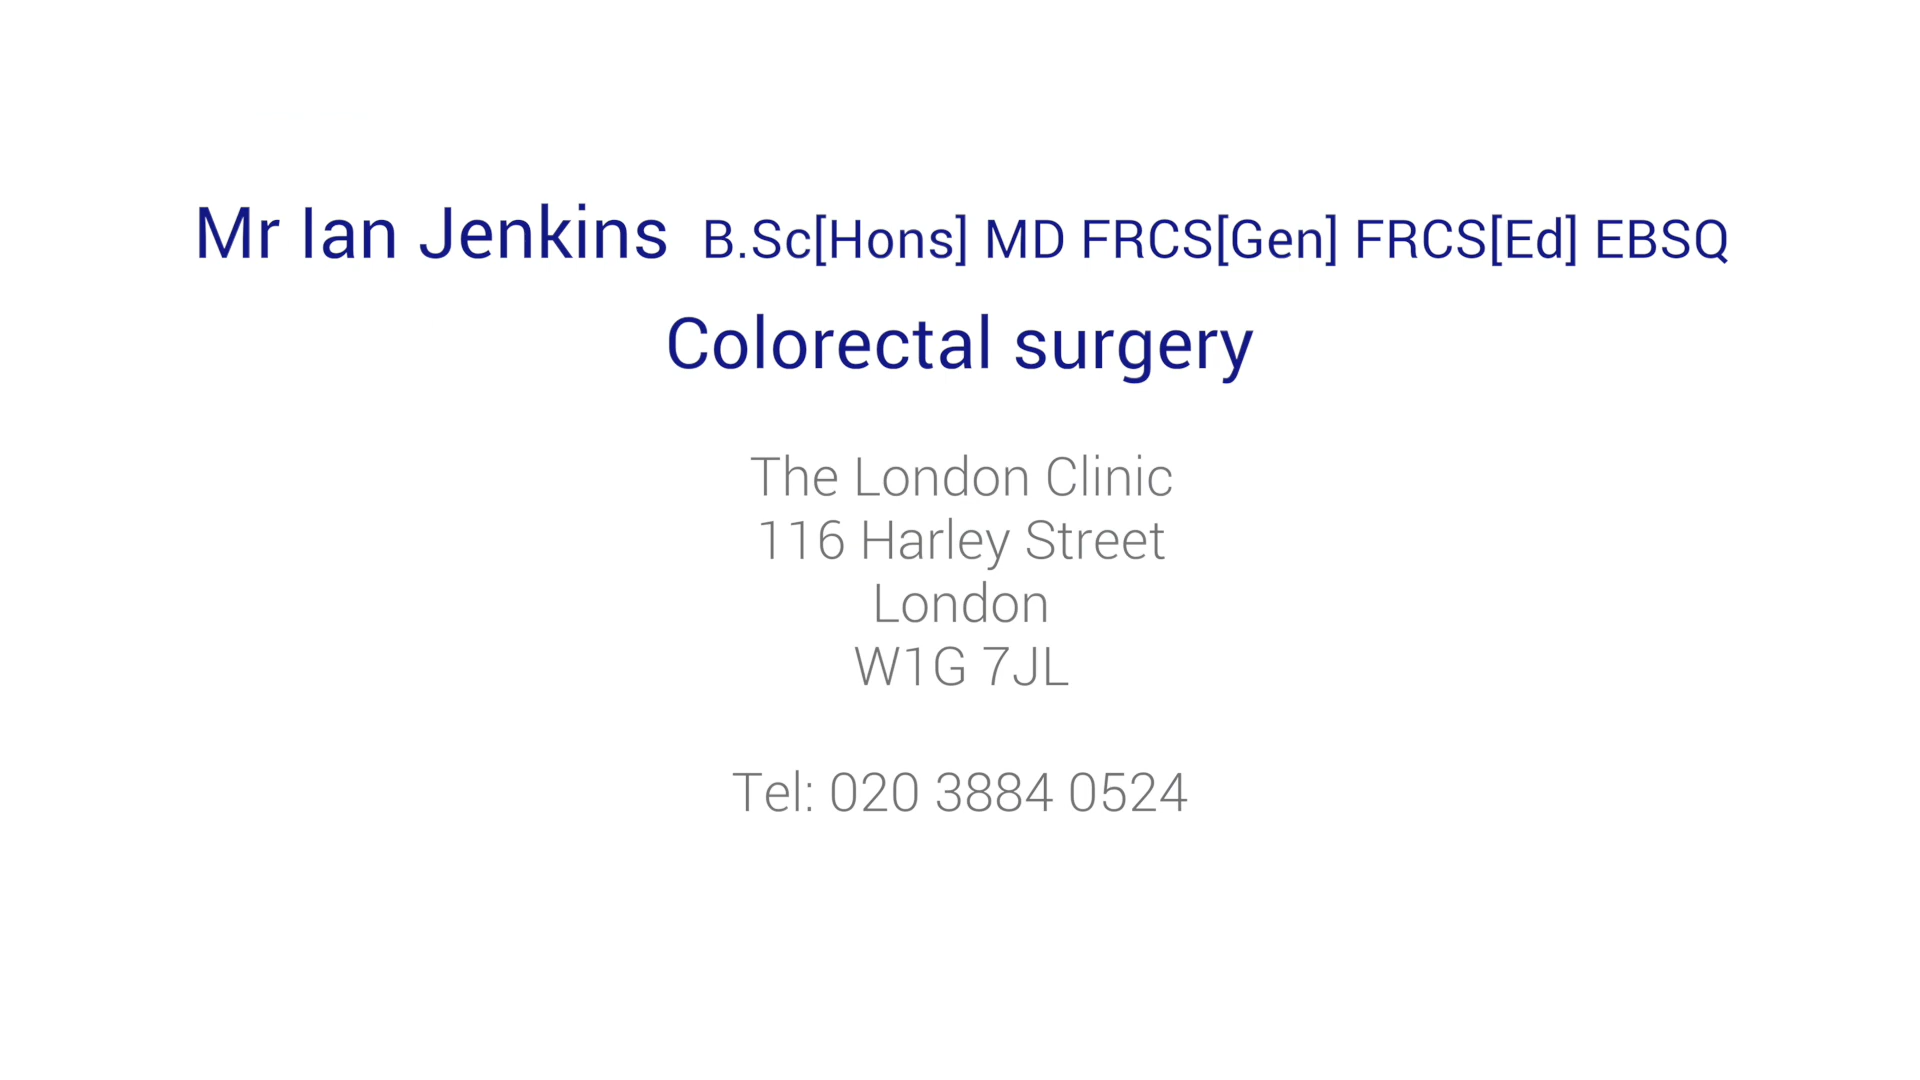 Mr Ian Jenkins B.Sc[Hons] MD FRCS[Gen] FRCS[Ed] EBSQ
Colorectal surgery
The London Clinic
116 Harley Street
London
W1G 7JL
Tel: 020 3884 0524